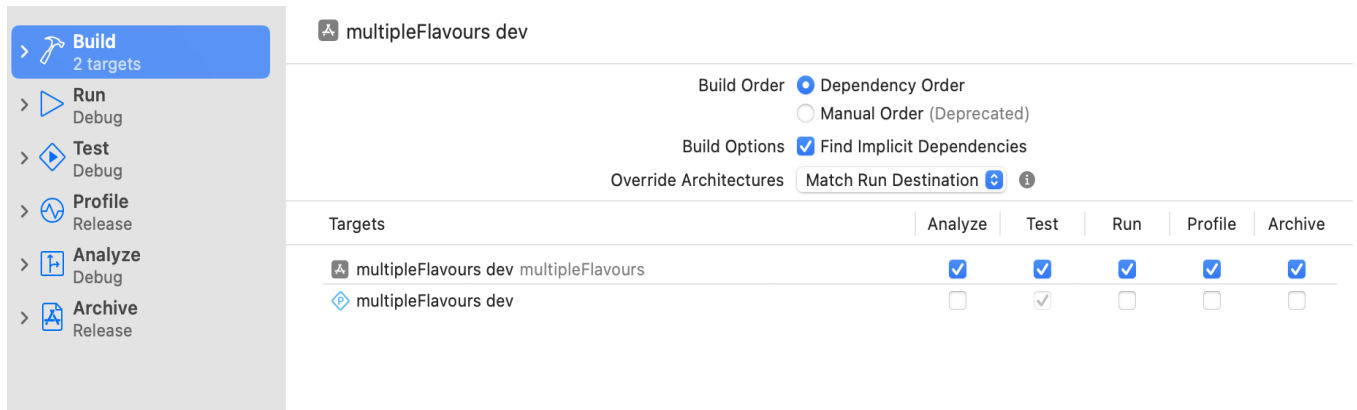 Build
2 targets
Run
Debug
Test
Debug
Profile
Release
Analyze
Debug
Archive
Release
multipleFlavours dev
Build Order Dependency Order
Manual Order (Deprecated)
Build Options Find Implicit Dependencies
Override Architectures Match Run Destination
Targets Analyze Test Run Profile Archive
multipleFlavours dev multipleFlavours
multipleFlavours dev